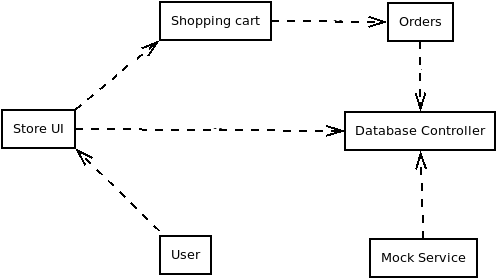 Shopping cart
Orders
Store UI
Database Controller
User
Mock Service